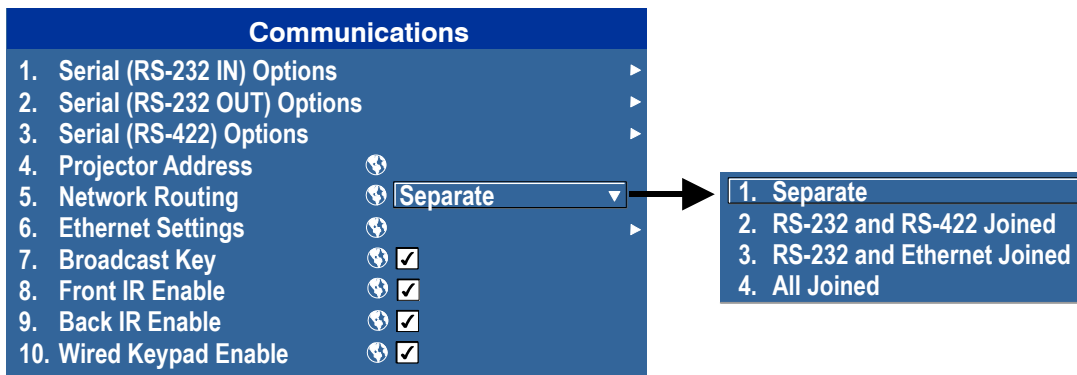 Communications
1. Serial (RS-232 IN) Options
2. Serial (RS-232 OUT) Options
3. Serial (RS-422) Options
4. Projector Address
5. Network Routing Separate
6. Ethernet Settings
7. Broadcast Key
8. Front IR Enable
9. Back IR Enable
10. Wired Keypad Enable
1. Separate
2. RS-232 and RS-422 Joined
3. RS-232 and Ethernet Joined
4. All Joined